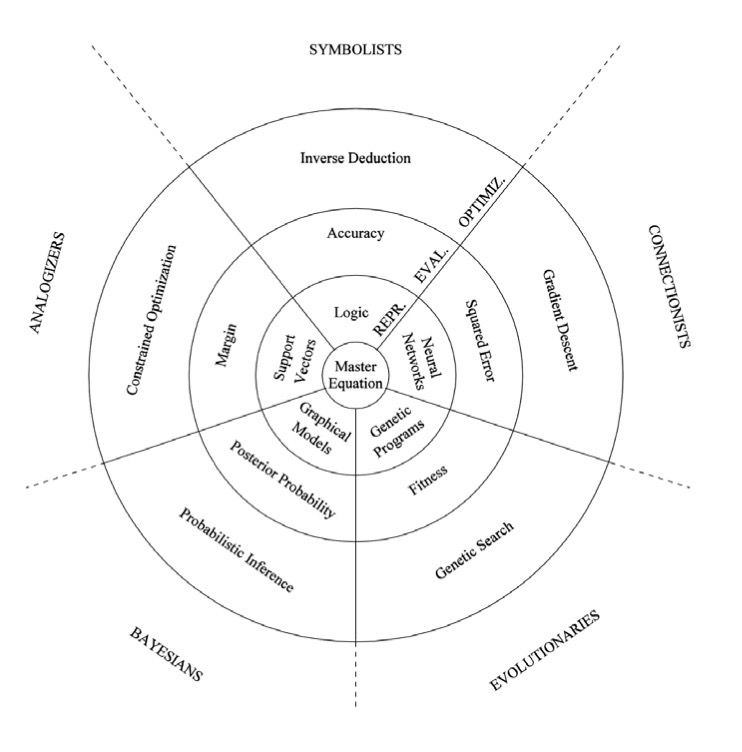 SYMBOLISTS
Inverse Deduction
OPTIMIZ.
Accuracy
EVAL.
Logic
REPR.
ANALOGIZERS
Constrained Optimization
Margin
Support
Vectors
Master
Equation
Neural
Networks
Squared Error
Gradient Descent
CONNECTIONISTS
Graphical
Models
Genetic
Programs
Posterior Probability
Fitness
Probabilistic Inference
Genetic Search
BAYESIANS
EVOLUTIONARIES